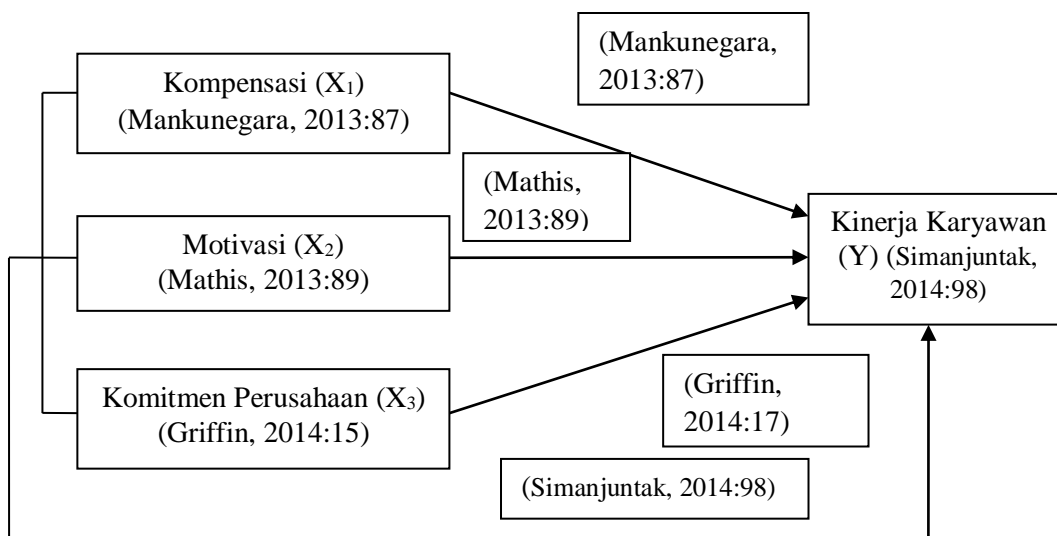 (Mankunegara,
2013:87)
Kompensasi (X₁)
(Mankunegara, 2013:87)
(Mathis,
2013:89)
Motivasi (X₂)
(Mathis, 2013:89)
Kinerja Karyawan
(Y) (Simanjuntak,
2014:98)
Komitmen Perusahaan (X₃)
(Griffin, 2014:15)
(Griffin,
2014:17)
(Simanjuntak, 2014:98)